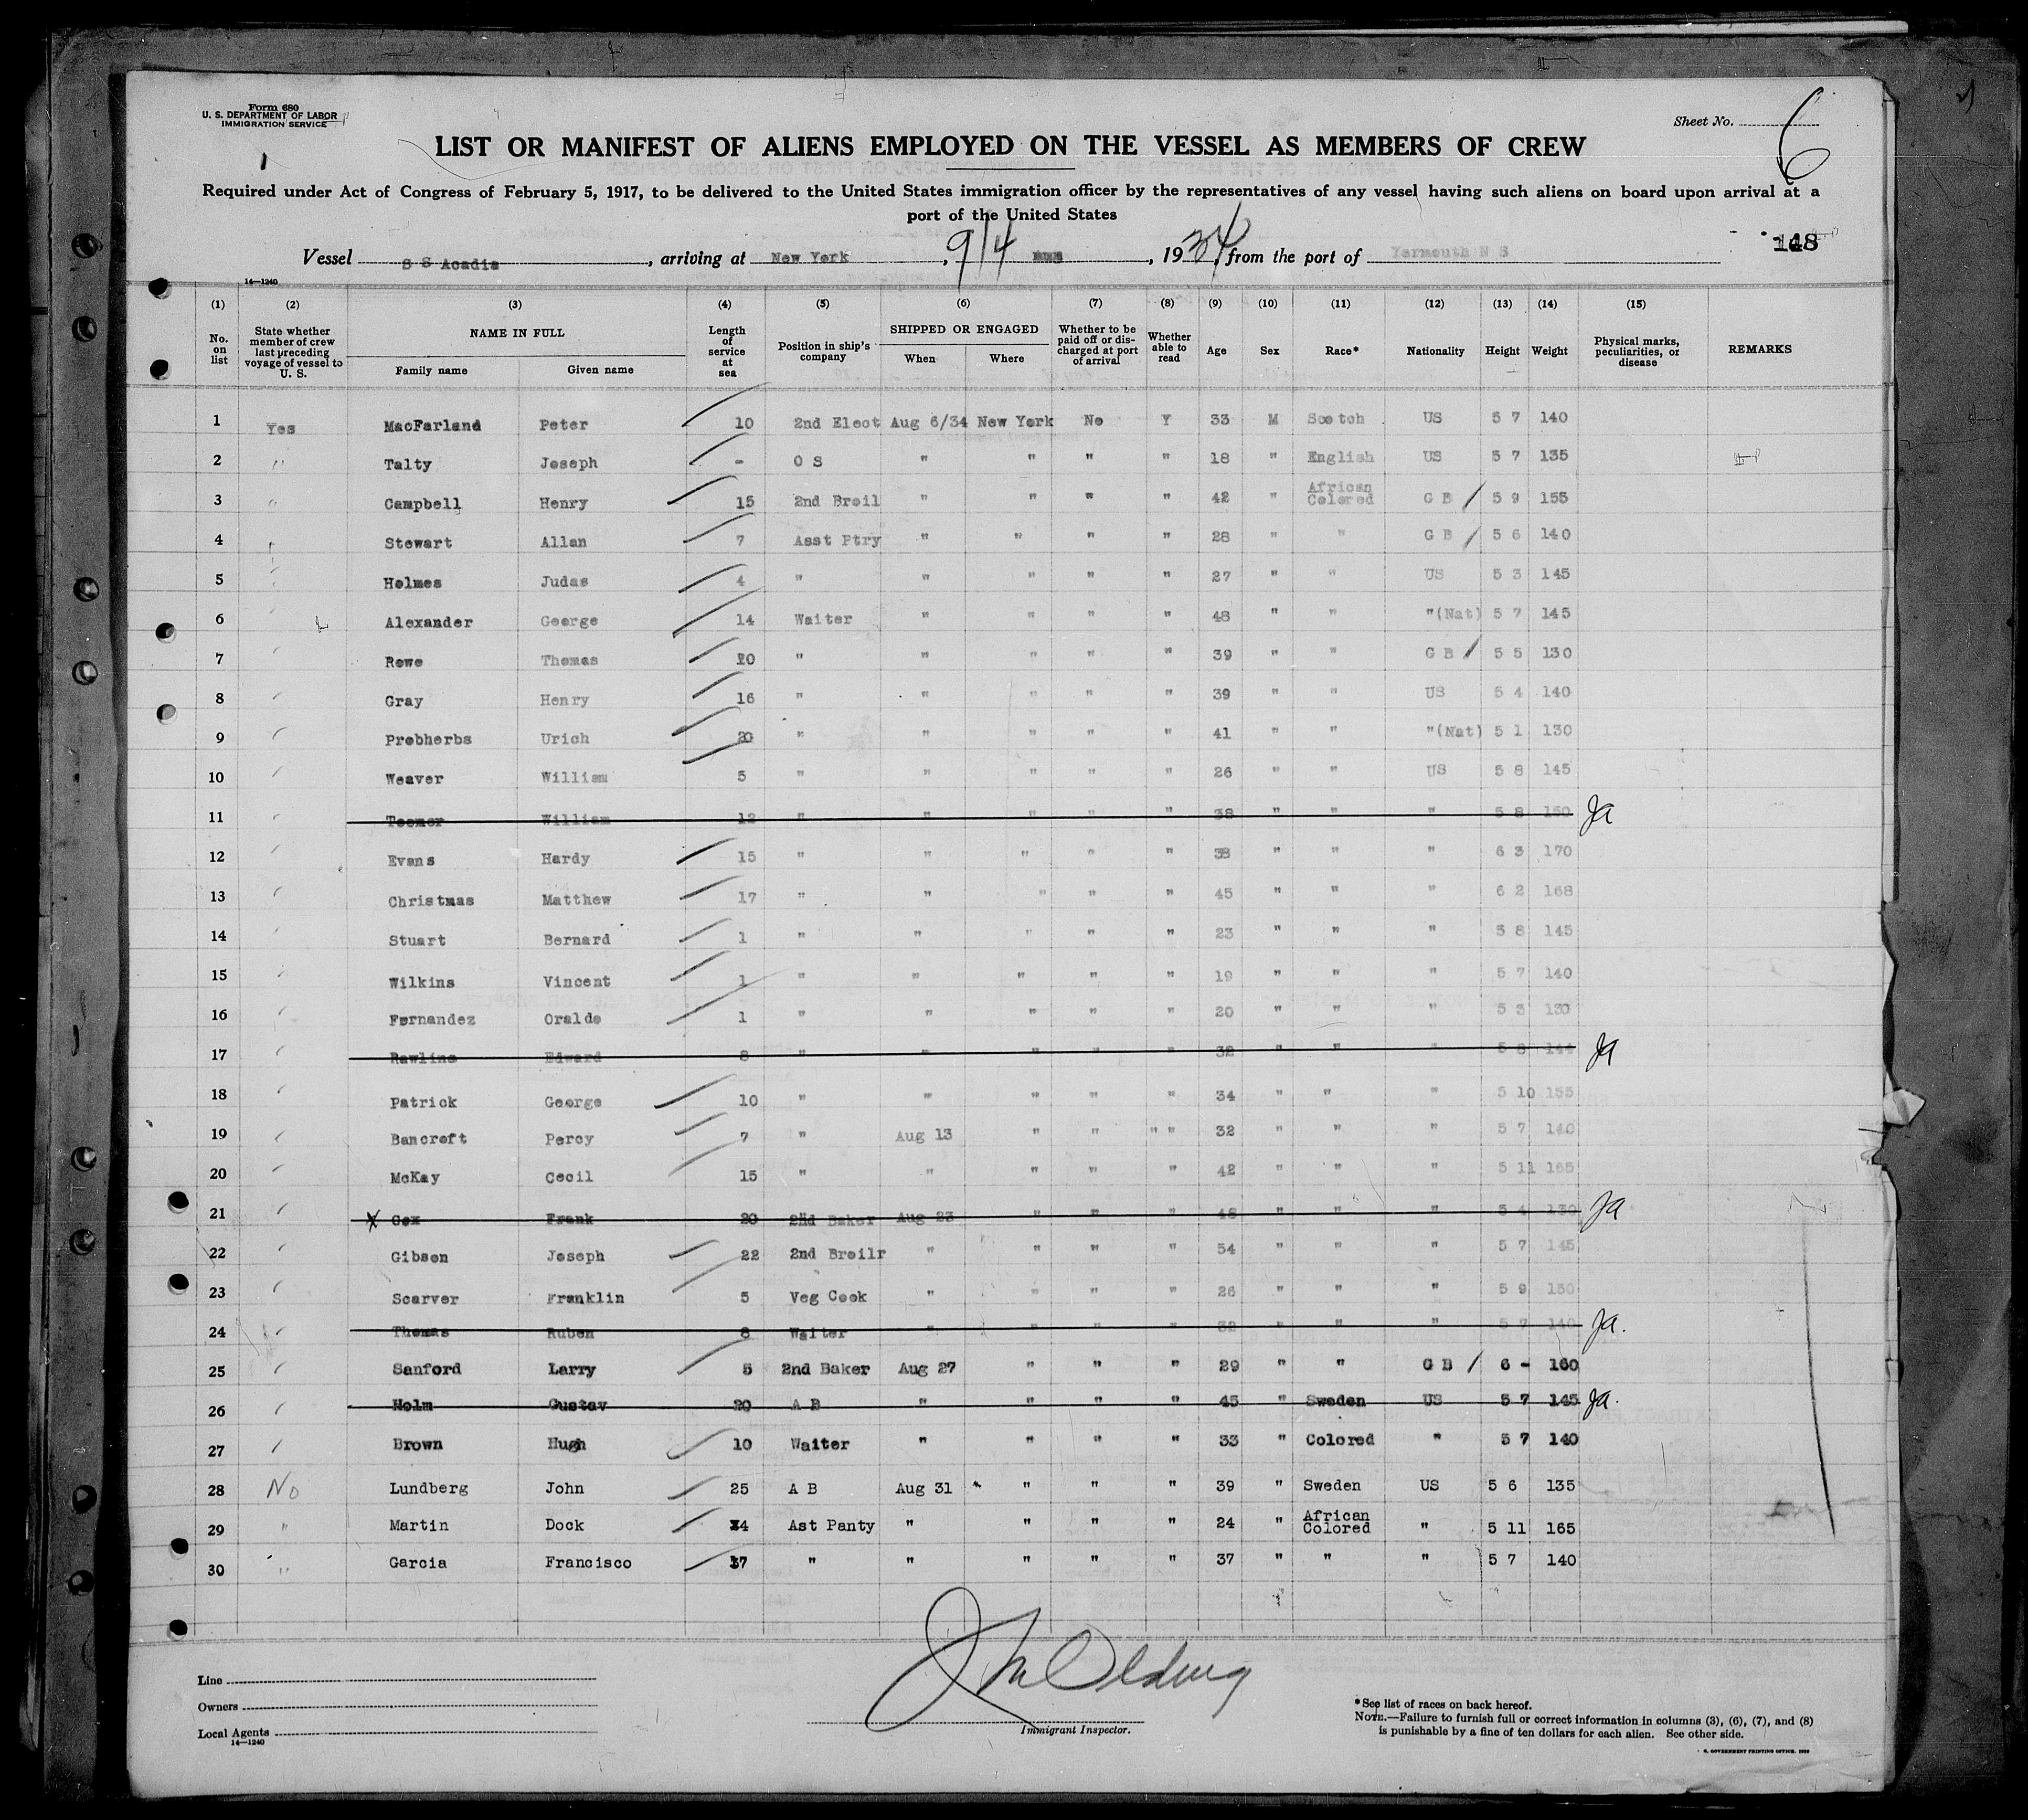 Form 680
U. S. DEPARTMENT OF LABOR
IMMIGRATION SERVICE
Sheet No. 6
LIST OR MANIFEST OF ALIENS EMPLOYED ON THE VESSEL AS MEMBERS OF CREW
Required under Act of Congress of February 5, 1917, to be delivered to the United States immigration officer by the representatives of any vessel having such aliens on board upon arrival at a
port of the United States
148
Vessel S S Acadia, arriving at New York, 9/4, 1934, from the port of Yarmouth N S
14—1240
(1) (2) (3) (4) (5) (6) (7) (8) (9) (10) (11) (12) (13) (14) (15)
No. on list State whether member of crew last preceding voyage of vessel to U. S. NAME IN FULL Family name Given name Length of service at sea Position in ship's company SHIPPED OR ENGAGED When Where Whether to be paid off or discharged at port of arrival Whether able to read Age Sex Race* Nationality Height Weight Physical marks, peculiarities, or disease REMARKS
1 Yes MacFarland Peter 10 2nd Elect Aug 6/34 New York No Y 33 M Scotch US 5 7 140
2 " Talty Joseph - O S " " " " 18 " English US 5 7 135
3 " Campbell Henry 15 2nd Broil " " " " 42 " African Colored G B / 5 9 155
4 Stewart Allan 7 Asst Ptry " " " " 28 " " G B / 5 6 140
5 Holmes Judas 4 " " " " " 27 " " US 5 3 145
6 Alexander George 14 Waiter " " " " 48 " " "(Nat) 5 7 145
7 Rowe Thomas 20 " " " " " 39 " " G B / 5 5 130
8 Gray Henry 16 " " " " " 39 " " US 5 4 140
9 Probherbs Urich 20 " " " " " 41 " " "(Nat) 5 1 130
10 Weaver William 5 " " " " " 26 " " US 5 8 145
11 Toomer William 12 " " " " " 38 " " " 5 8 150 Ja
12 Evans Hardy 15 " " " " " 38 " " " 6 3 170
13 Christmas Matthew 17 " " " " " 45 " " " 6 2 168
14 Stuart Bernard 1 " " " " " 23 " " " 5 8 145
15 Wilkins Vincent 1 " " " " " 19 " " " 5 7 140
16 Fernandez Oralde 1 " " " " " 20 " " " 5 3 130
17 Rawlins Edward 8 " " " " " 32 " " " 5 8 144 Ja
18 Patrick George 10 " " " " " 34 " " " 5 10 155
19 Bancroft Percy 7 " Aug 13 " " " " 32 " " " 5 7 140
20 McKay Cecil 15 " " " " " 42 " " " 5 11 165
21 X Cox Frank 20 2nd Baker Aug 23 " " " 48 " " " 5 4 130 Ja
22 Gibson Joseph 22 2nd Broilr " " " " 54 " " " 5 7 145
23 Scarver Franklin 5 Veg Cook " " " " 26 " " " 5 9 150
24 Thomas Ruben 8 Waiter " " " " 32 " " " 5 7 140 Ja.
25 Sanford Larry 5 2nd Baker Aug 27 " " " 29 " " G B / 6 - 160
26 Holm Gustav 20 A B " " " " 45 " Sweden US 5 7 145 Ja.
27 Brown Hugh 10 Waiter " " " " 33 " Colored " 5 7 140
28 No Lundberg John 25 A B Aug 31 " " " 39 " Sweden US 5 6 135
29 " Martin Dock 4 Ast Panty " " " " 24 " African Colored " 5 11 165
30 " Garcia Francisco 17 " " " " " 37 " " " 5 7 140
Line
Owners
Local Agents
14—1240
Immigrant Inspector.
*See list of races on back hereof.
NOTE.—Failure to furnish full or correct information in columns (3), (6), (7), and (8)
is punishable by a fine of ten dollars for each alien. See other side.